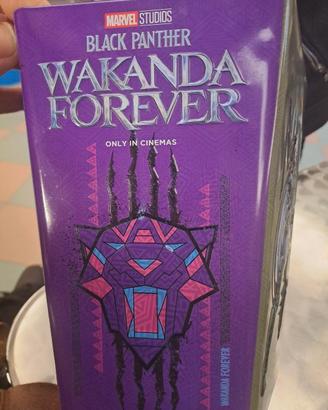 MARVEL STUDIOS
BLACK PANTHER
WAKANDA
FOREVER
ONLY IN CINEMAS
WAKANDA FOREVER